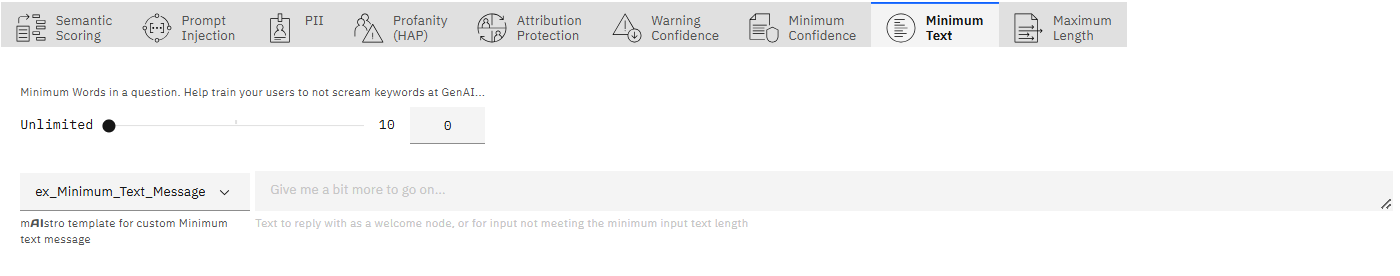 Semantic Scoring
Prompt Injection
PII
Profanity (HAP)
Attribution Protection
Warning Confidence
Minimum Confidence
Minimum Text
Maximum Length
Minimum Words in a question. Help train your users to not scream keywords at GenAI...
Unlimited 10 0
ex_Minimum_Text_Message Give me a bit more to go on...
mAIstro template for custom Minimum text message
Text to reply with as a welcome node, or for input not meeting the minimum input text length